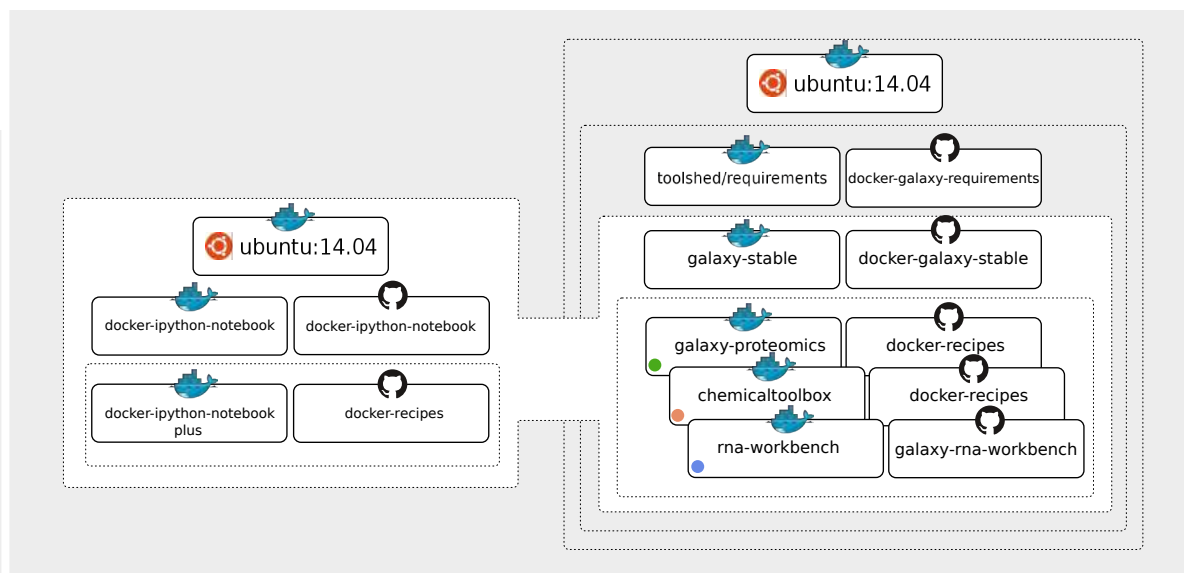 ubuntu:14.04
docker-ipython-notebook
docker-ipython-notebook
docker-ipython-notebook
plus
docker-recipes
ubuntu:14.04
toolshed/requirements
docker-galaxy-requirements
galaxy-stable
docker-galaxy-stable
galaxy-proteomics
docker-recipes
chemicaltoolbox
docker-recipes
rna-workbench
galaxy-rna-workbench